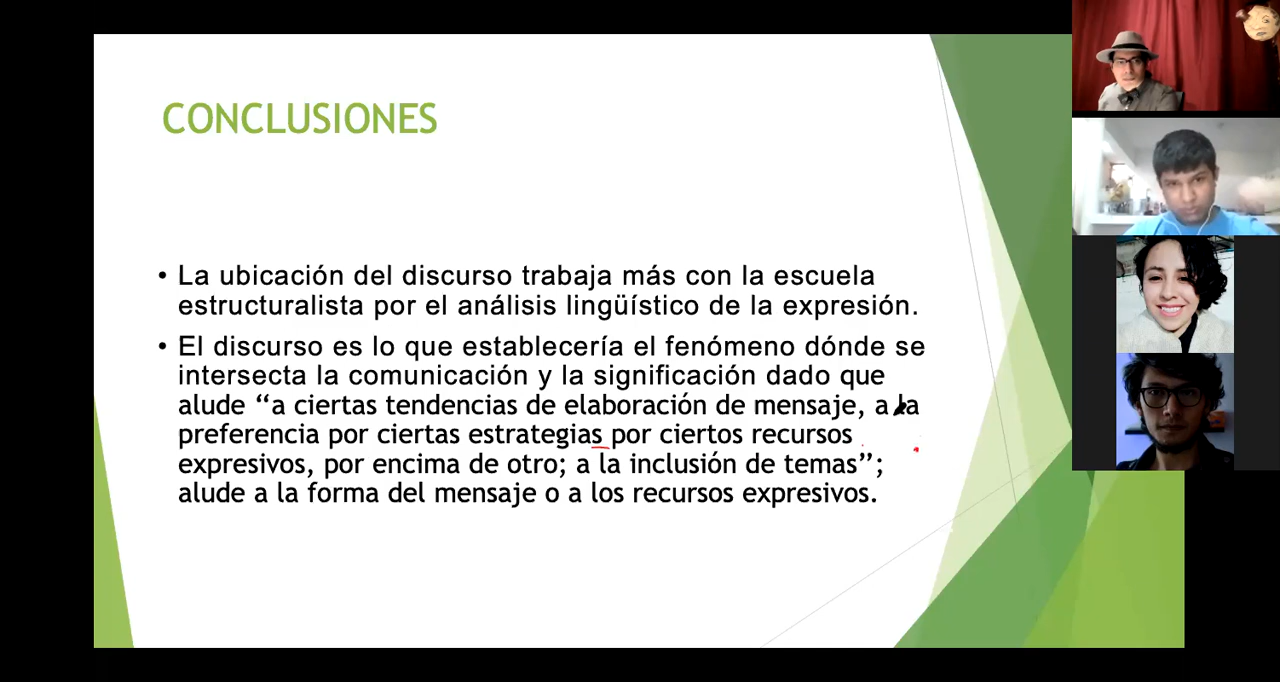 CONCLUSIONES
• La ubicación del discurso trabaja más con la escuela
estructuralista por el análisis lingüístico de la expresión.
• El discurso es lo que establecería el fenómeno dónde se
intersecta la comunicación y la significación dado que
alude “a ciertas tendencias de elaboración de mensaje, a la
preferencia por ciertas estrategias por ciertos recursos
expresivos, por encima de otro; a la inclusión de temas”;
alude a la forma del mensaje o a los recursos expresivos.